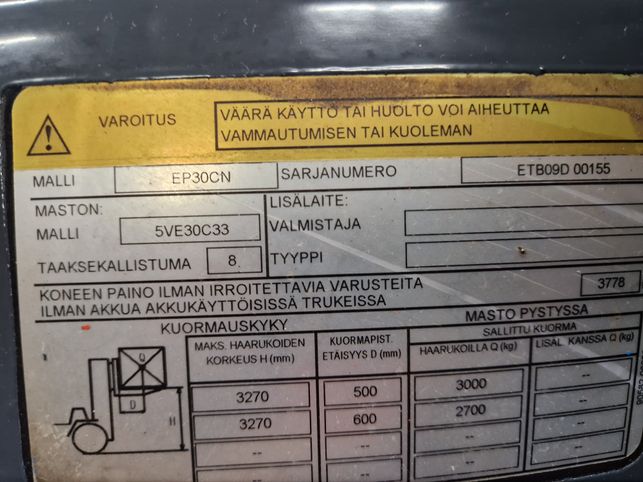 VAROITUS
VÄÄRÄ KÄYTTO TAI HUOLTO VOI AIHEUTTAA
VAMMAUTUMISEN TAI KUOLEMAN
MALLI EP30CN SARJANUMERO ETB09D 00155
MASTON: LISÄLAITE:
MALLI 5VE30C33 VALMISTAJA
TAAKSEKALLISTUMA 8 TYYPPI
KONEEN PAINO ILMAN IRROITETTAVIA VARUSTEITA
ILMAN AKKUA AKKUKÄYTTÖISISSÄ TRUKEISSA 3778
KUORMAUSKYKY MASTO PYSTYSSA
MAKS. HAARUKOIDEN
KORKEUS H (mm)
KUORMAPIST.
ETÄISYYS D (mm)
SALLITTU KUORMA
HAARUKOILLA Q (kg) LISÄL. KANSSA Q (kg)
3270 500 3000 --
3270 600 2700 --
-- -- -- --
-- -- -- --
Q
D
H